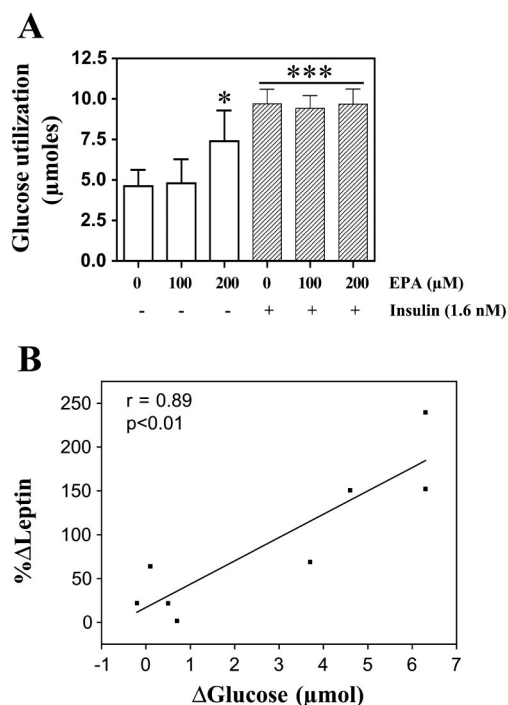 A
Glucose utilization
(µmoles)
12.5
10.0
7.5
5.0
2.5
0.0
*
***
0 100 200 0 100 200 EPA (µM)
- - - + + + Insulin (1.6 nM)
B
r = 0.89
p<0.01
%ΔLeptin
250
200
150
100
50
0
-1 0 1 2 3 4 5 6 7
ΔGlucose (µmol)